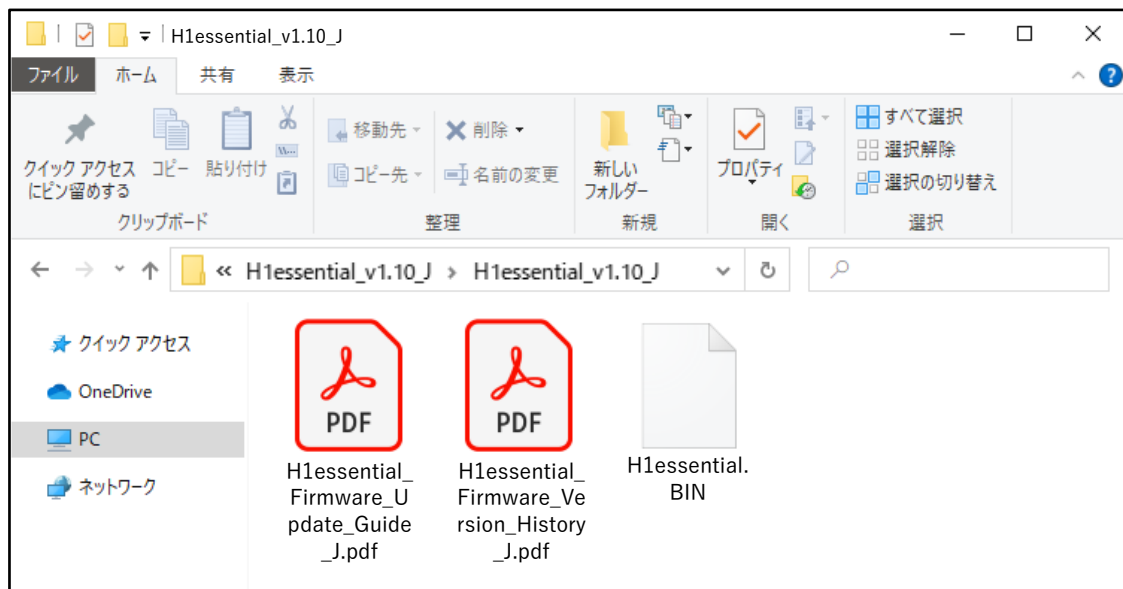 H1essential_v1.10_J
ファイル ホーム 共有 表示
クイック アクセス
にピン留めする
コピー
貼り付け
移動先
コピー先
削除
名前の変更
新しい
フォルダー
プロパティ
すべて選択
選択解除
選択の切り替え
クリップボード 整理 新規 開く 選択
« H1essential_v1.10_J › H1essential_v1.10_J
クイック アクセス
OneDrive
PC
ネットワーク
PDF
H1essential_
Firmware_U
pdate_Guide
_J.pdf
PDF
H1essential_
Firmware_Ve
rsion_History
_J.pdf
H1essential.
BIN